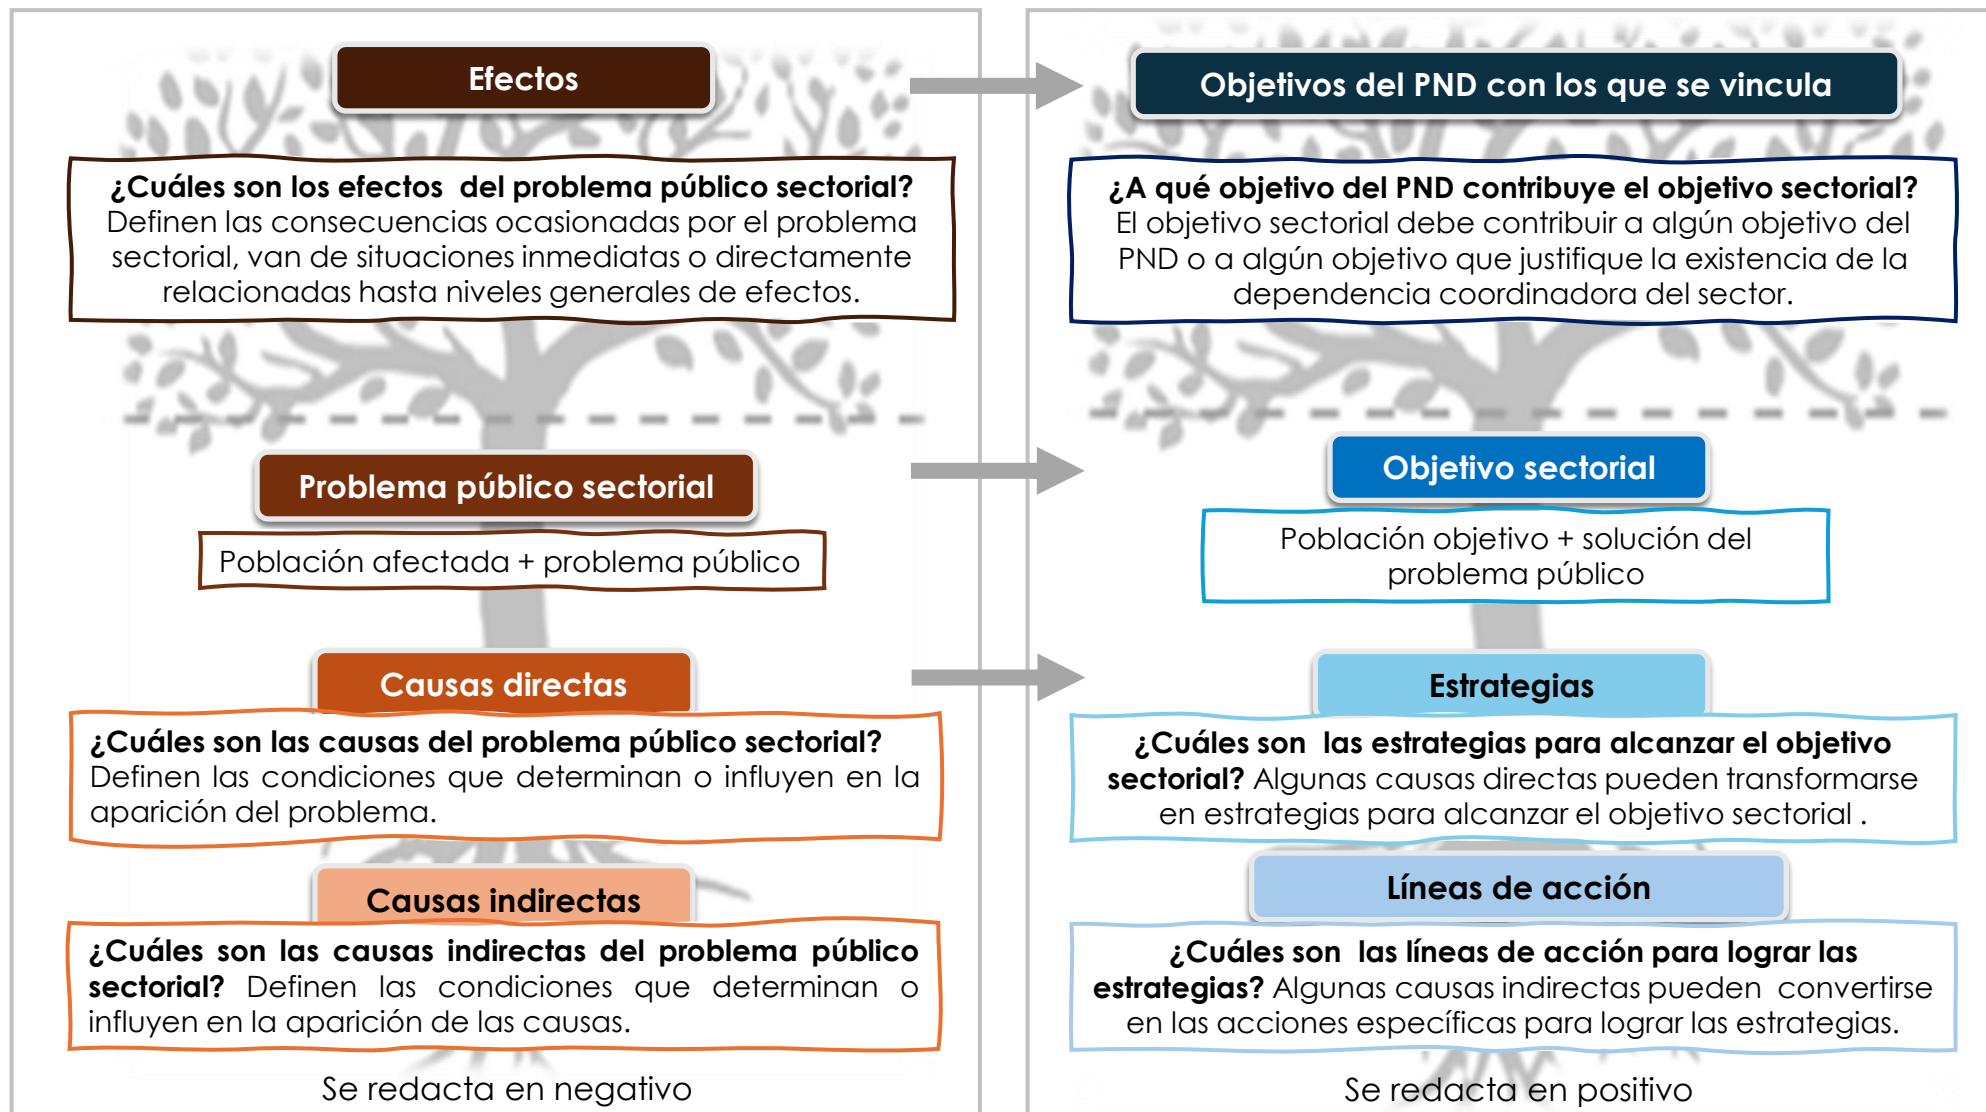 Efectos
¿Cuáles son los efectos del problema público sectorial?
Definen las consecuencias ocasionadas por el problema
sectorial, van de situaciones inmediatas o directamente
relacionadas hasta niveles generales de efectos.
Problema público sectorial
Población afectada + problema público
Causas directas
¿Cuáles son las causas del problema público sectorial?
Definen las condiciones que determinan o influyen en la
aparición del problema.
Causas indirectas
¿Cuáles son las causas indirectas del problema público
sectorial? Definen las condiciones que determinan o
influyen en la aparición de las causas.
Se redacta en negativo
Objetivos del PND con los que se vincula
¿A qué objetivo del PND contribuye el objetivo sectorial?
El objetivo sectorial debe contribuir a algún objetivo del
PND o a algún objetivo que justifique la existencia de la
dependencia coordinadora del sector.
Objetivo sectorial
Población objetivo + solución del
problema público
Estrategias
¿Cuáles son las estrategias para alcanzar el objetivo
sectorial? Algunas causas directas pueden transformarse
en estrategias para alcanzar el objetivo sectorial .
Líneas de acción
¿Cuáles son las líneas de acción para lograr las
estrategias? Algunas causas indirectas pueden convertirse
en las acciones específicas para lograr las estrategias.
Se redacta en positivo